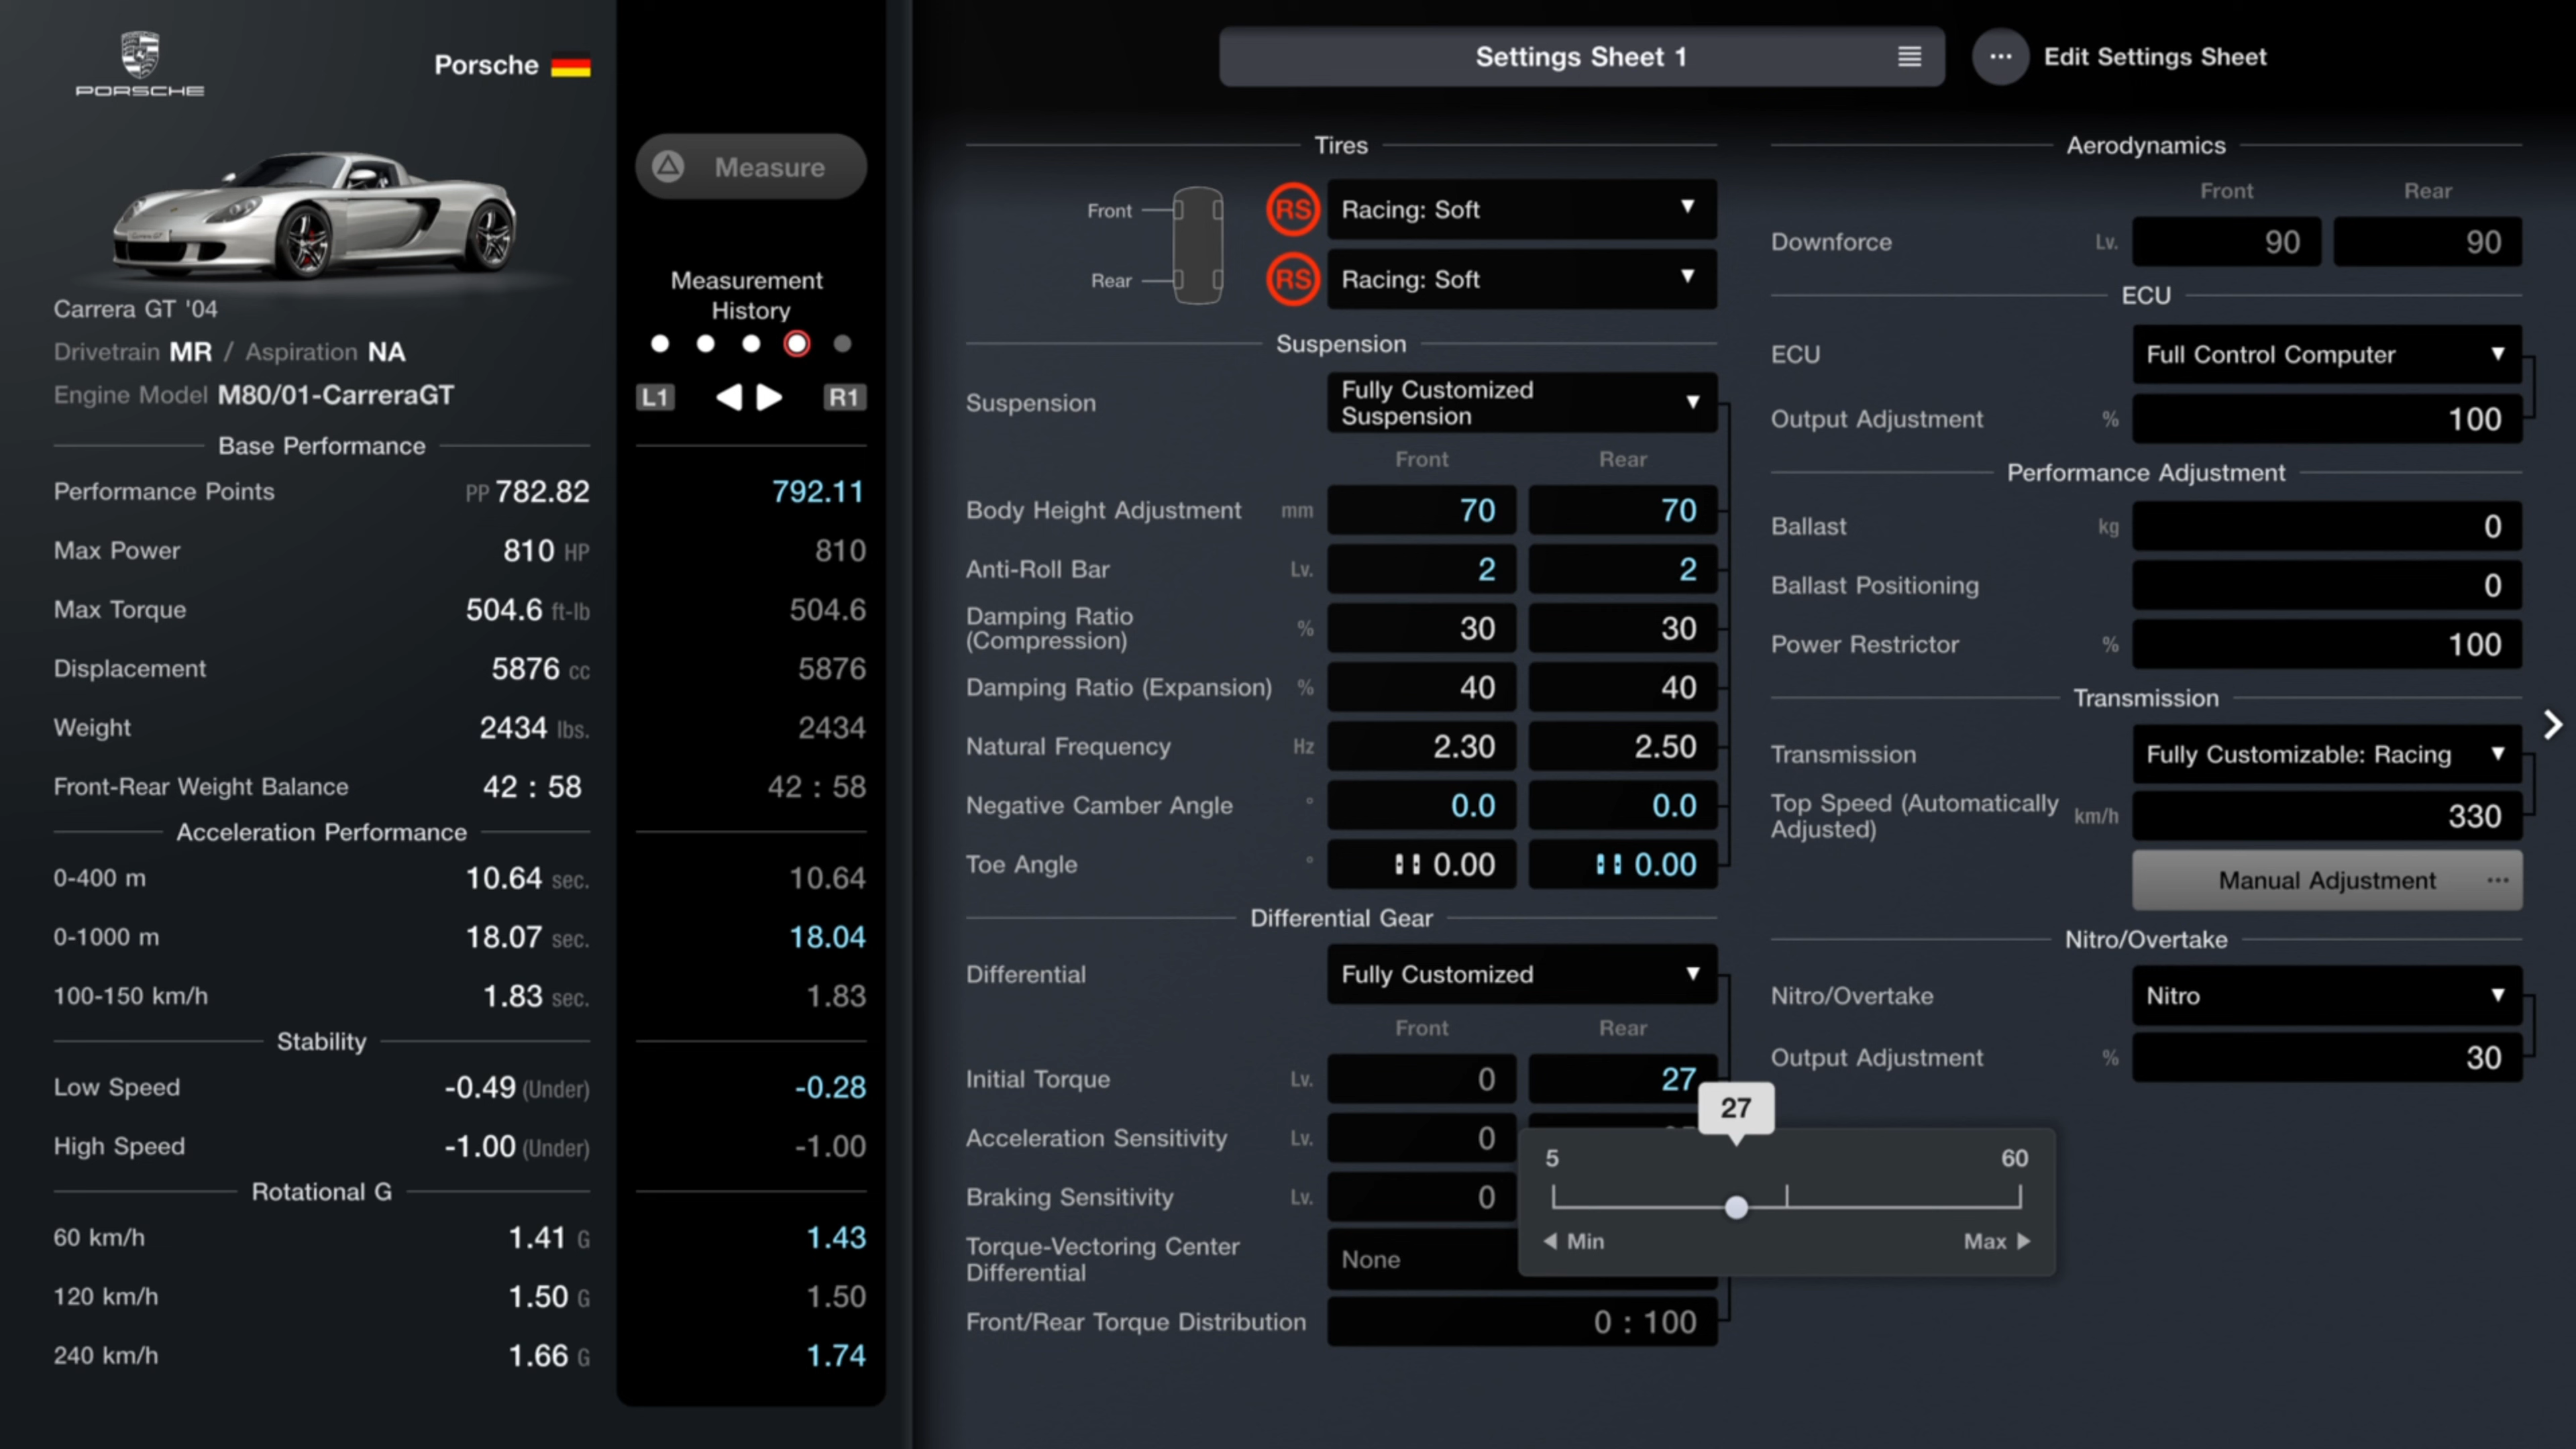 PORSCHE
Porsche
Carrera GT '04
Drivetrain MR / Aspiration NA
Engine Model M80/01-CarreraGT
Base Performance
Performance Points PP 782.82
Max Power 810 HP
Max Torque 504.6 ft-lb
Displacement 5876 cc
Weight 2434 lbs.
Front-Rear Weight Balance 42 : 58
Acceleration Performance
0-400 m 10.64 sec.
0-1000 m 18.07 sec.
100-150 km/h 1.83 sec.
Stability
Low Speed -0.49 (Under)
High Speed -1.00 (Under)
Rotational G
60 km/h 1.41 G
120 km/h 1.50 G
240 km/h 1.66 G
Measure
Measurement
History
L1 R1
792.11
810
504.6
5876
2434
42 : 58
10.64
18.04
1.83
-0.28
-1.00
1.43
1.50
1.74
Settings Sheet 1
Edit Settings Sheet
Tires
Front RS Racing: Soft
Rear RS Racing: Soft
Suspension
Suspension Fully Customized
Suspension
Front Rear
Body Height Adjustment mm 70 70
Anti-Roll Bar Lv. 2 2
Damping Ratio
(Compression) % 30 30
Damping Ratio (Expansion) % 40 40
Natural Frequency Hz 2.30 2.50
Negative Camber Angle ° 0.0 0.0
Toe Angle ° 0.00 0.00
Differential Gear
Differential Fully Customized
Front Rear
Initial Torque Lv. 0 27
Acceleration Sensitivity Lv. 0
Braking Sensitivity Lv. 0
Torque-Vectoring Center
Differential None
Front/Rear Torque Distribution 0 : 100
27
5 60
Min Max
Aerodynamics
Front Rear
Downforce Lv. 90 90
ECU
ECU Full Control Computer
Output Adjustment % 100
Performance Adjustment
Ballast kg 0
Ballast Positioning 0
Power Restrictor % 100
Transmission
Transmission Fully Customizable: Racing
Top Speed (Automatically
Adjusted) km/h 330
Manual Adjustment
Nitro/Overtake
Nitro/Overtake Nitro
Output Adjustment % 30